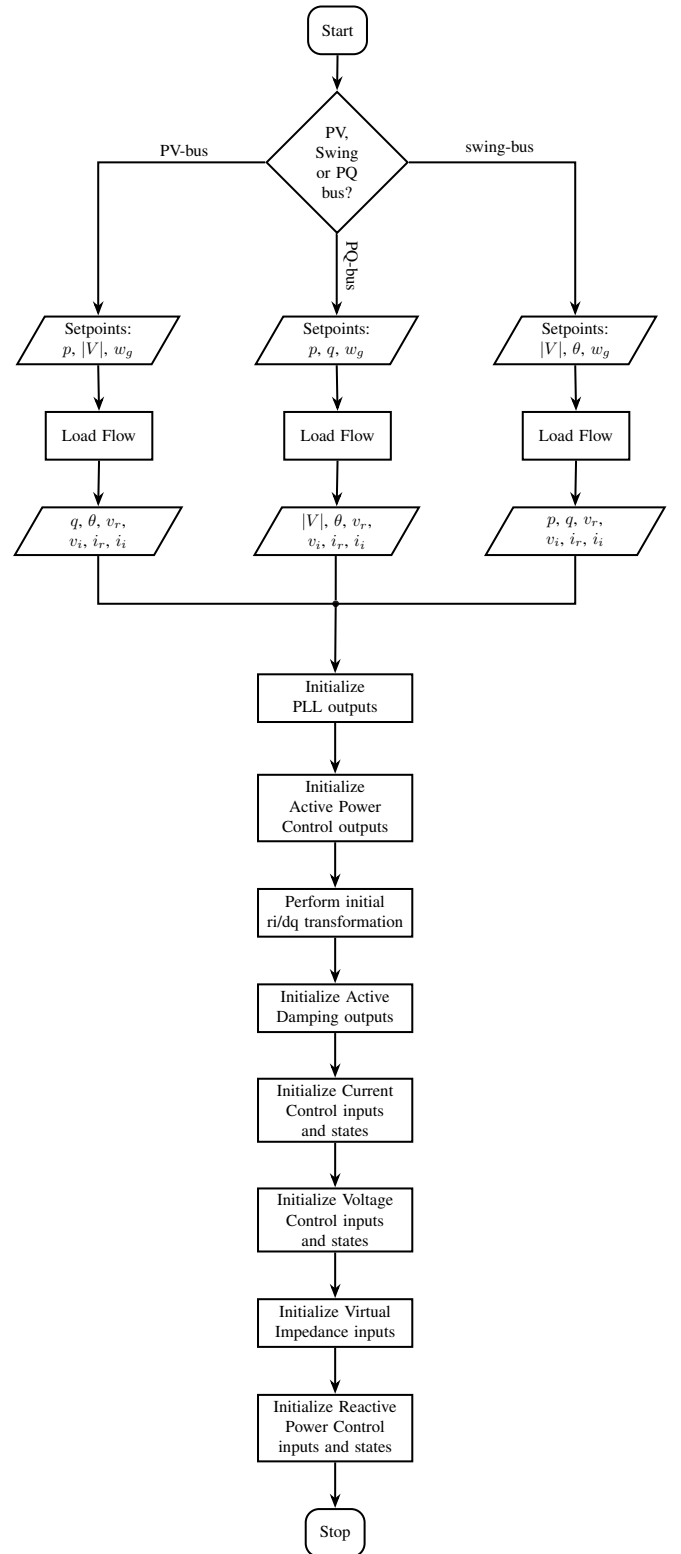 Start
PV,
Swing
or PQ
bus?
PV-bus
swing-bus
PQ-bus
Setpoints:
p, |V|, w_g
Setpoints:
p, q, w_g
Setpoints:
|V|, θ, w_g
Load Flow
Load Flow
Load Flow
q, θ, v_r,
v_i, i_r, i_i
|V|, θ, v_r,
v_i, i_r, i_i
p, q, v_r,
v_i, i_r, i_i
Initialize
PLL outputs
Initialize
Active Power
Control outputs
Perform initial
ri/dq transformation
Initialize Active
Damping outputs
Initialize Current
Control inputs
and states
Initialize Voltage
Control inputs
and states
Initialize Virtual
Impedance inputs
Initialize Reactive
Power Control
inputs and states
Stop